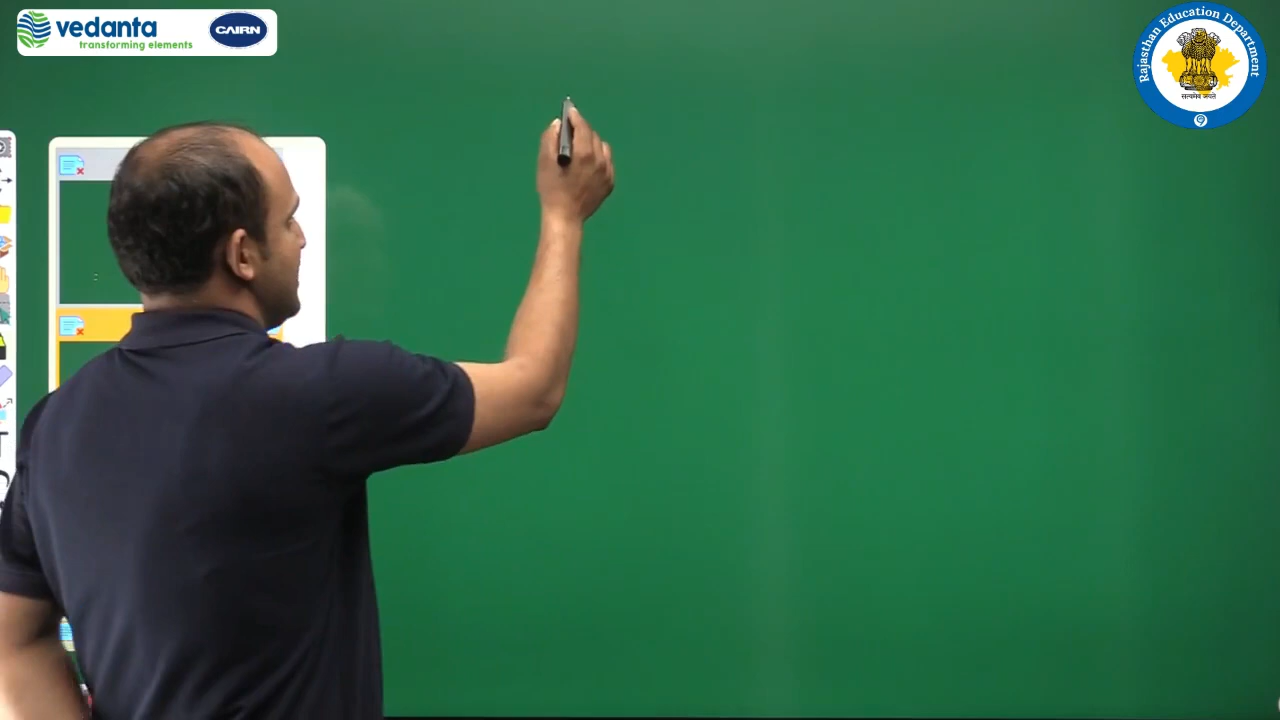 vedanta
transforming elements
CAIRN
Rajasthan Education Department
सत्यमेव जयते